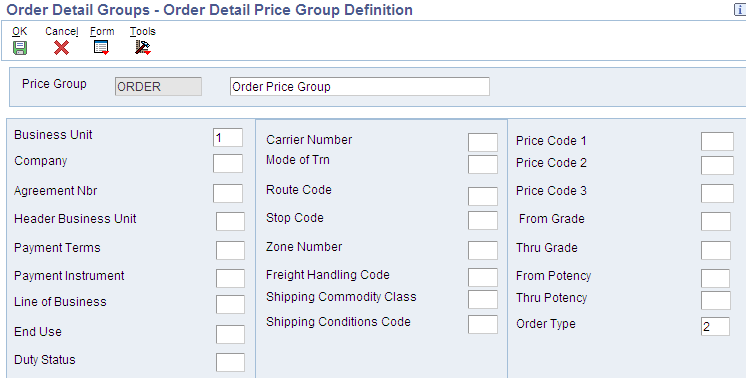 Order Detail Groups - Order Detail Price Group Definition
i
OK Cancel Form Tools
Price Group ORDER Order Price Group
Business Unit 1
Company
Agreement Nbr
Header Business Unit
Payment Terms
Payment Instrument
Line of Business
End Use
Duty Status
Carrier Number
Mode of Trn
Route Code
Stop Code
Zone Number
Freight Handling Code
Shipping Commodity Class
Shipping Conditions Code
Price Code 1
Price Code 2
Price Code 3
From Grade
Thru Grade
From Potency
Thru Potency
Order Type 2